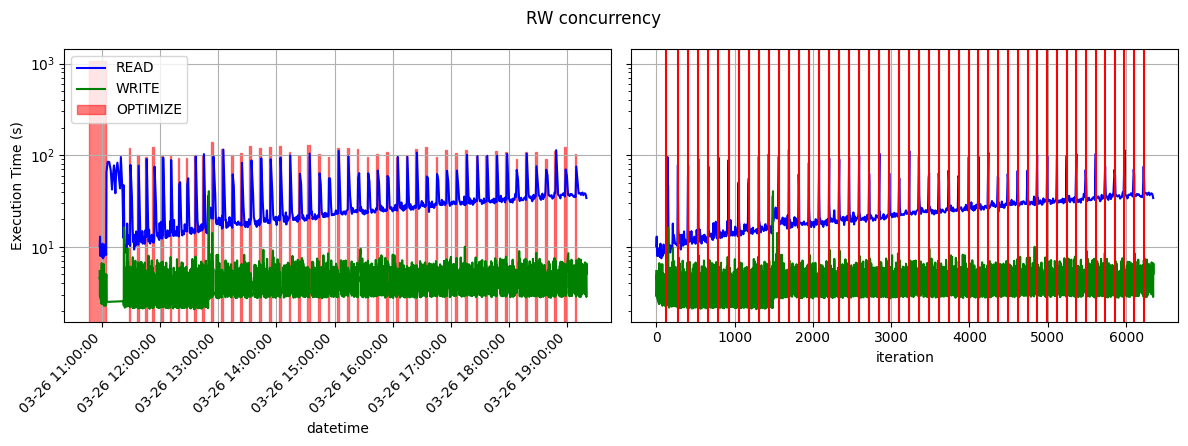 RW concurrency
Execution Time (s)
10³
10²
10¹
READ
WRITE
OPTIMIZE
03-26 11:00:00
03-26 12:00:00
03-26 13:00:00
03-26 14:00:00
03-26 15:00:00
03-26 16:00:00
03-26 17:00:00
03-26 18:00:00
03-26 19:00:00
datetime
0 1000 2000 3000 4000 5000 6000
iteration